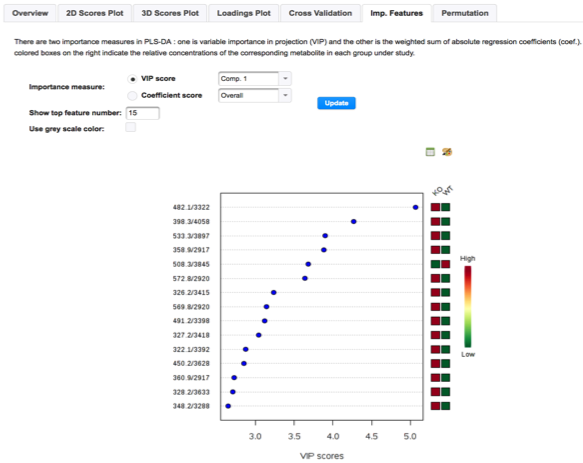 Overview 2D Scores Plot 3D Scores Plot Loadings Plot Cross Validation Imp. Features Permutation
There are two importance measures in PLS-DA : one is variable importance in projection (VIP) and the other is the weighted sum of absolute regression coefficients (coef.).
colored boxes on the right indicate the relative concentrations of the corresponding metabolite in each group under study.
Importance measure:
VIP score Comp. 1
Coefficient score Overall
Update
Show top feature number: 15
Use grey scale color:
KO WT
482.1/3322
398.3/4058
533.3/3897
358.9/2917
508.3/3845
572.8/2920
326.2/3415
569.8/2920
491.2/3398
327.2/3418
322.1/3392
450.2/3628
360.9/2917
328.2/3633
348.2/3288
High
Low
3.0 3.5 4.0 4.5 5.0
VIP scores